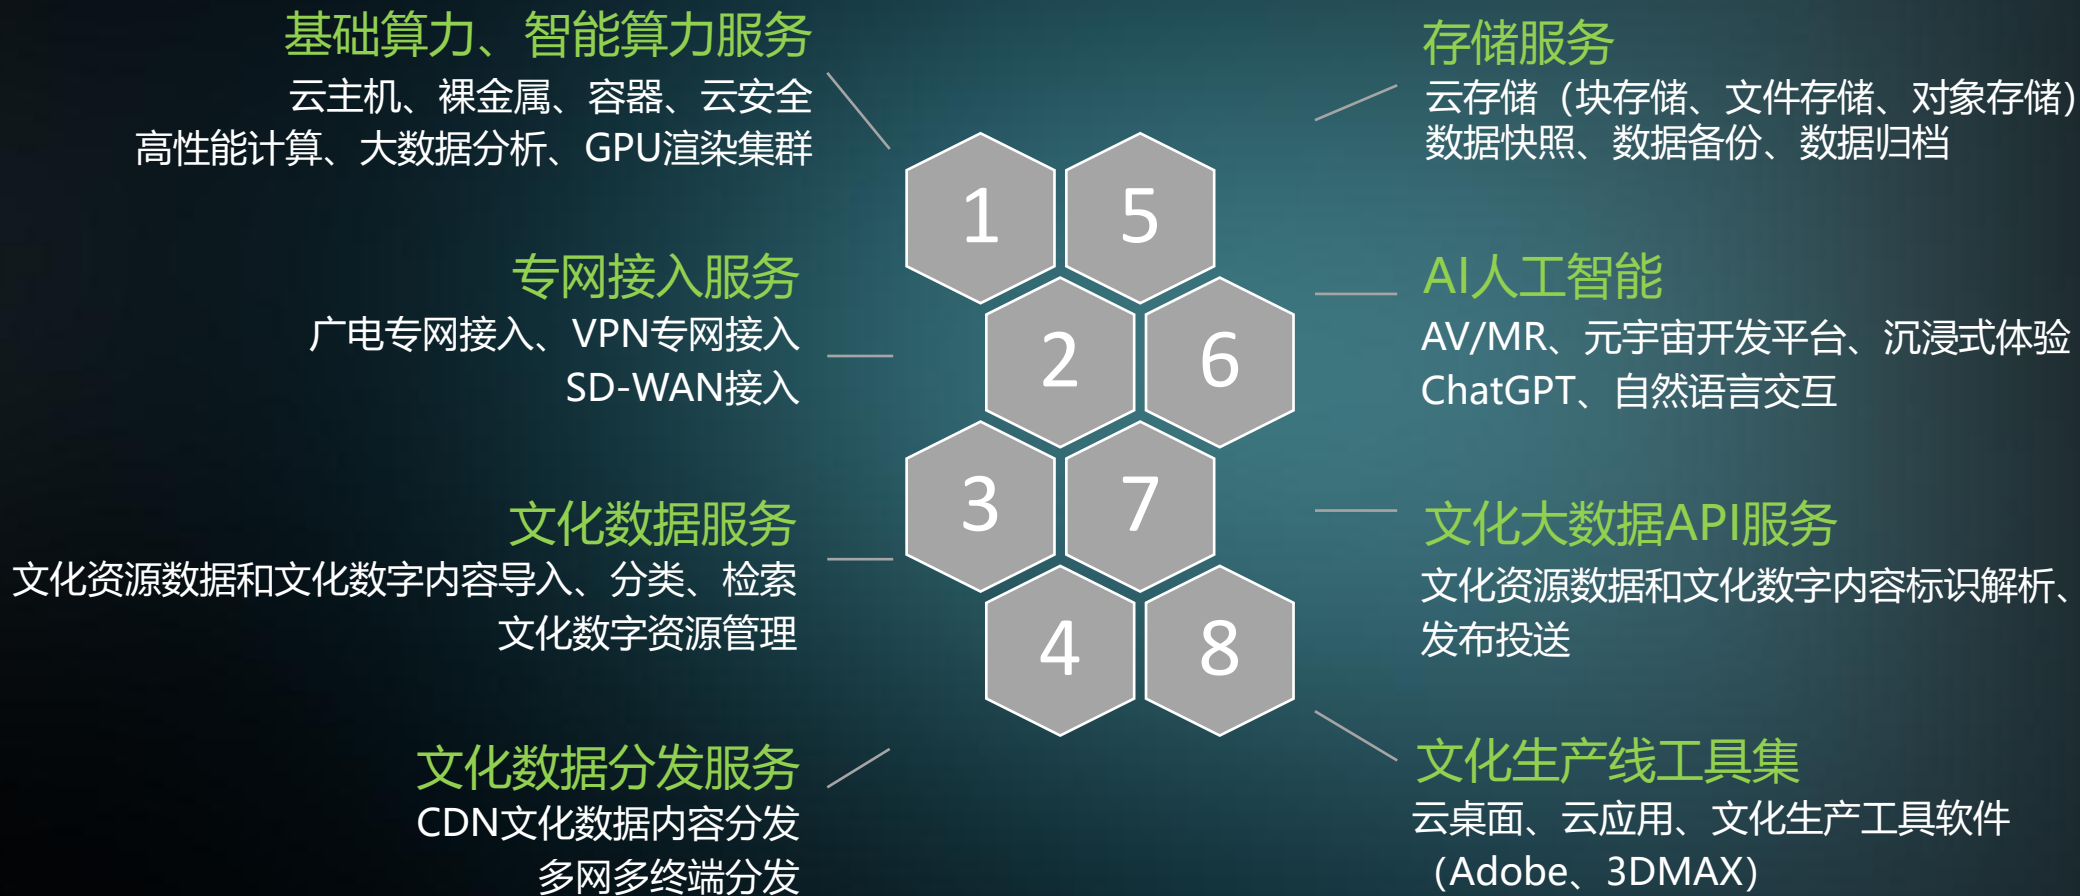 基础算力、智能算力服务
云主机、裸金属、容器、云安全
高性能计算、大数据分析、GPU渲染集群
专网接入服务
广电专网接入、VPN专网接入
SD-WAN接入
文化数据服务
文化资源数据和文化数字内容导入、分类、检索
文化数字资源管理
文化数据分发服务
CDN文化数据内容分发
多网多终端分发
1
5
2
6
3
7
4
8
存储服务
云存储（块存储、文件存储、对象存储）
数据快照、数据备份、数据归档
AI人工智能
AV/MR、元宇宙开发平台、沉浸式体验
ChatGPT、自然语言交互
文化大数据API服务
文化资源数据和文化数字内容标识解析、
发布投送
文化生产线工具集
云桌面、云应用、文化生产工具软件
（Adobe、3DMAX）